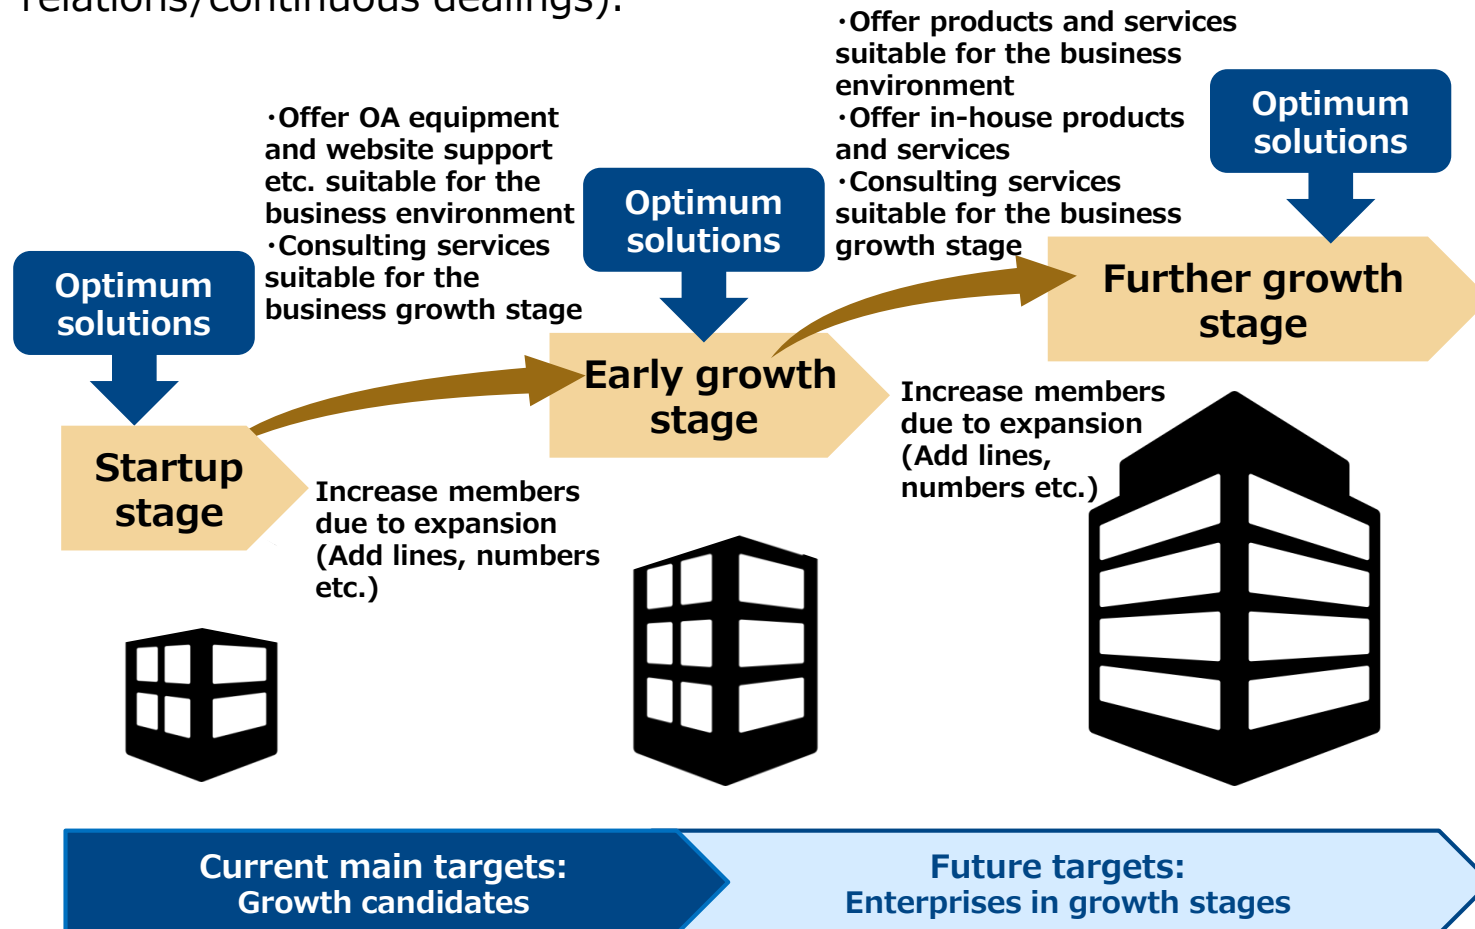 relations/continuous dealings).
・Offer products and services
suitable for the business
environment
・Offer in-house products
and services
・Consulting services
suitable for the business
growth stage
Optimum
solutions
・Offer OA equipment
and website support
etc. suitable for the
business environment
・Consulting services
suitable for the
business growth stage
Optimum
solutions
Optimum
solutions
Further growth
stage
Early growth
stage
Increase members
due to expansion
(Add lines,
numbers etc.)
Startup
stage
Increase members
due to expansion
(Add lines, numbers
etc.)
Current main targets:
Growth candidates
Future targets:
Enterprises in growth stages